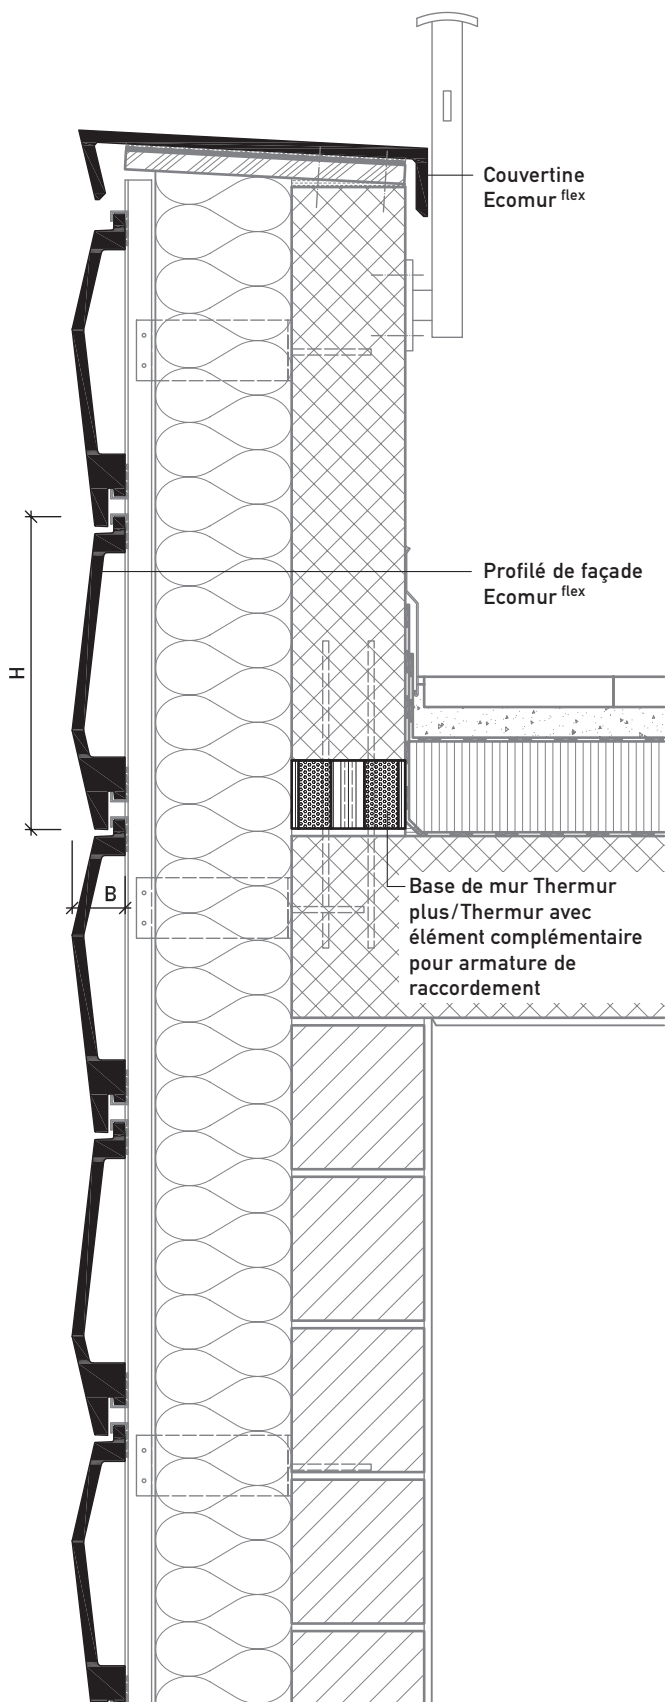 Couvertine
Ecomur flex
Profilé de façade
Ecomur flex
H
B
Base de mur Thermur
plus/Thermur avec
élément complémentaire
pour armature de
raccordement